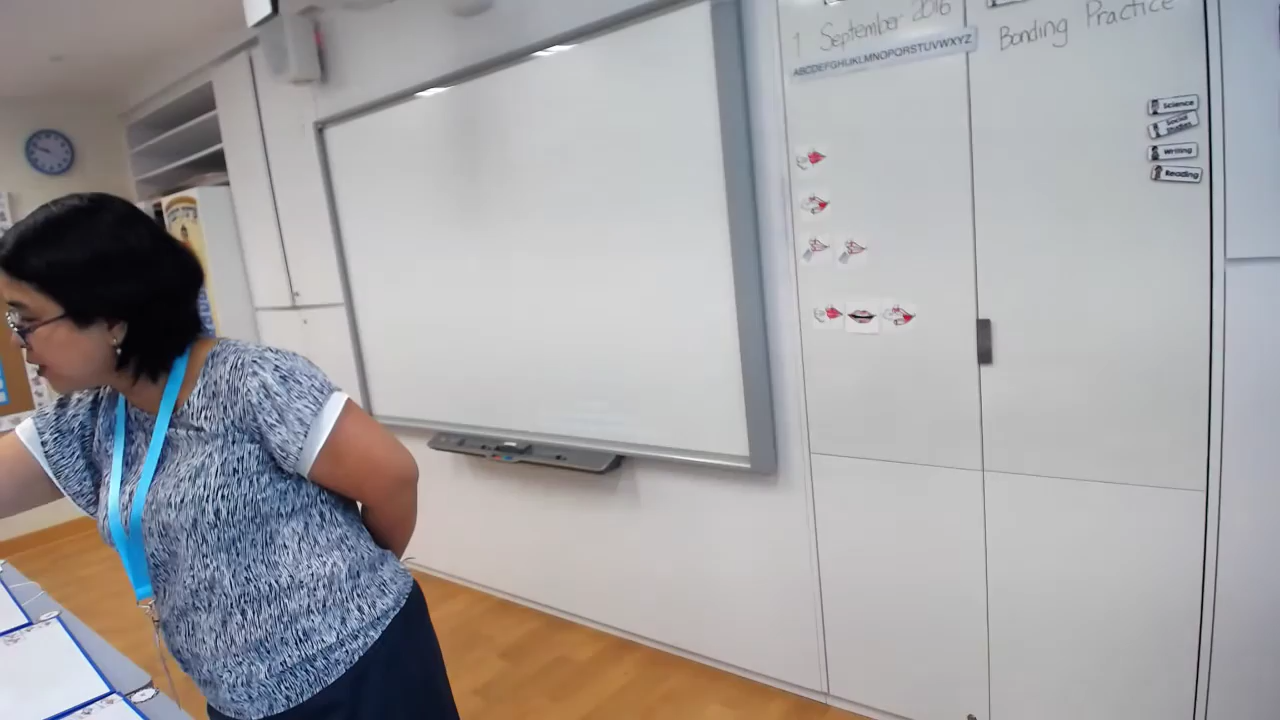 1 September 2016
ABCDEFGHIJKLMNOPQRSTUVWXYZ
Bonding Practice
Science
Social Studies
Writing
Reading